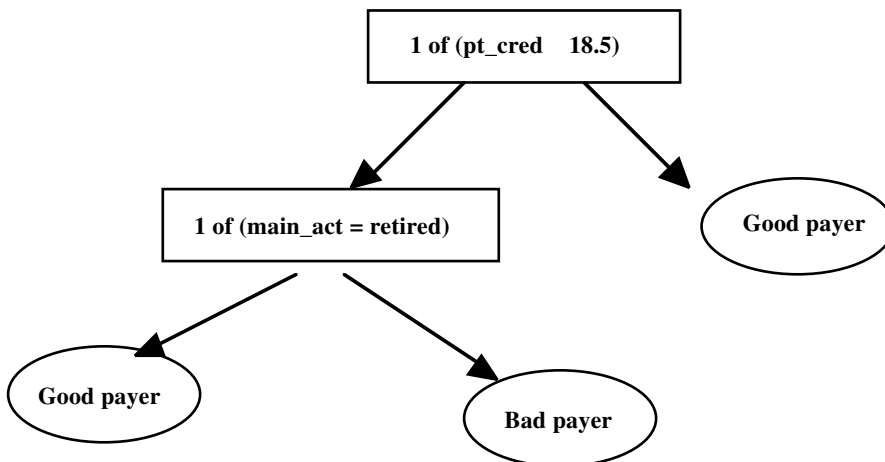 1 of (pt_cred 18.5)
1 of (main_act = retired)
Good payer
Good payer
Bad payer